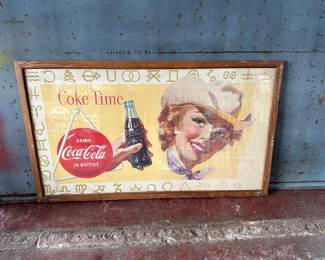 Coke Time
DRINK
Coca-Cola
IN BOTTLES